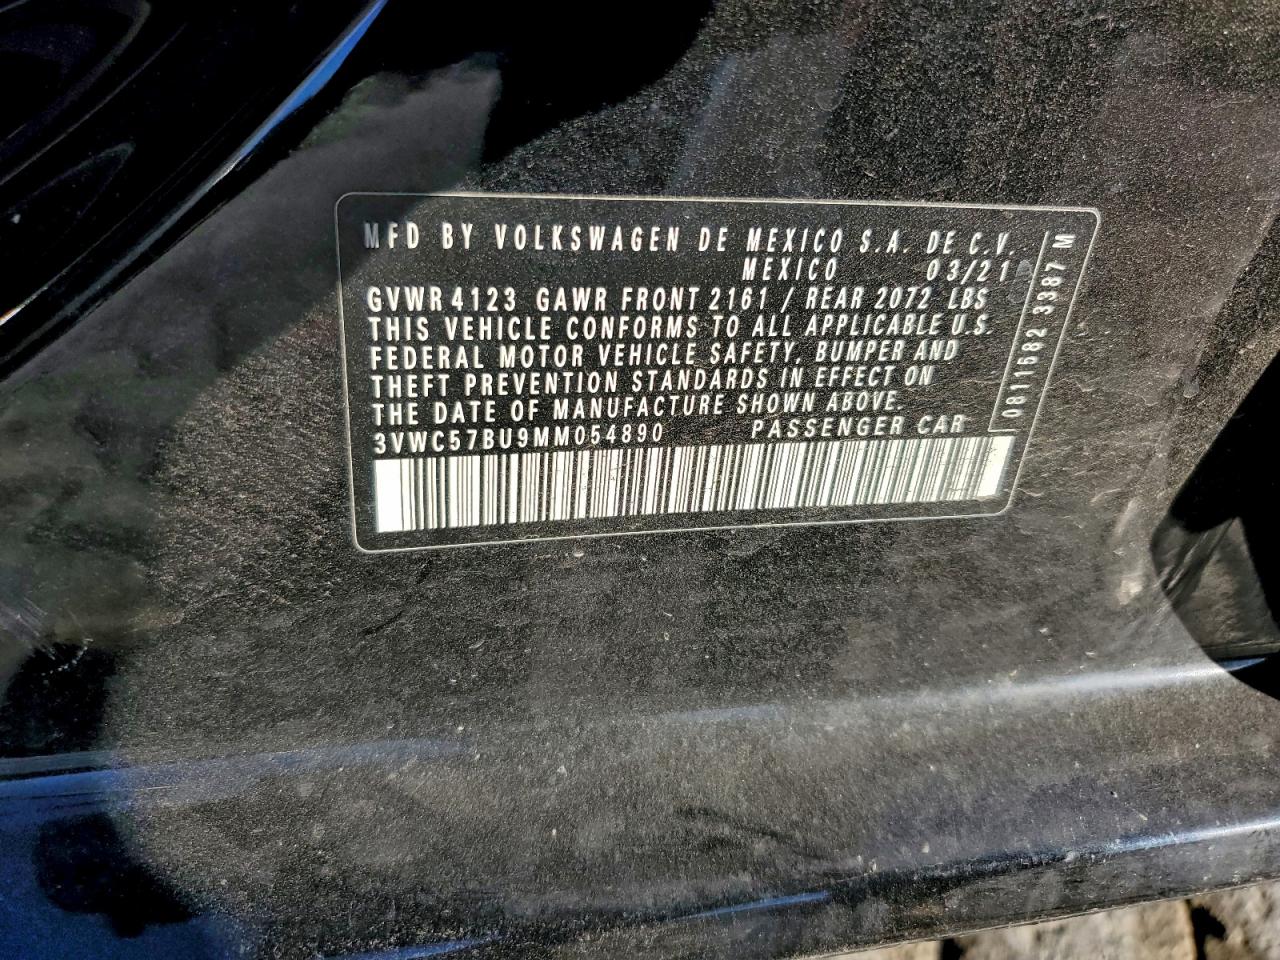 MFD BY VOLKSWAGEN DE MEXICO S.A. DE C.V.
MEXICO 03/21
GVWR 4123 GAWR FRONT 2161 / REAR 2072 LBS
THIS VEHICLE CONFORMS TO ALL APPLICABLE U.S.
FEDERAL MOTOR VEHICLE SAFETY, BUMPER AND
THEFT PREVENTION STANDARDS IN EFFECT ON
THE DATE OF MANUFACTURE SHOWN ABOVE.
3VWC57BU9MM054890 PASSENGER CAR
0811682 3387 M